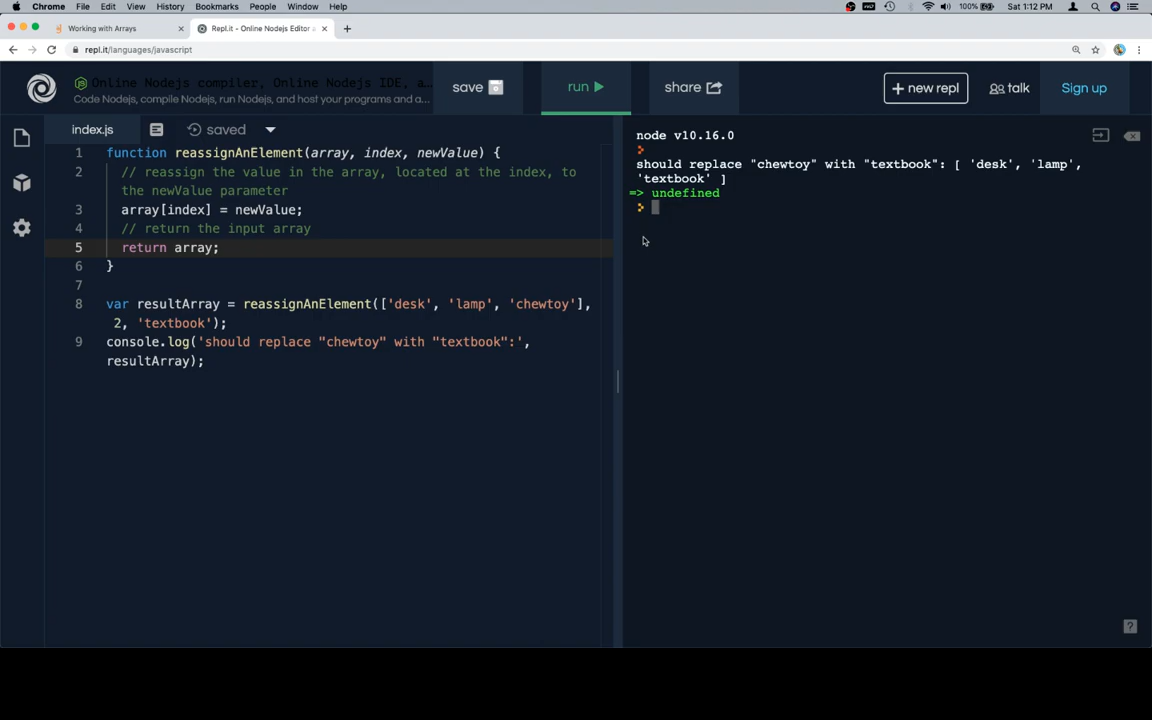 Chrome File Edit View History Bookmarks People Window Help 100% Sat 1:12 PM
Working with Arrays × Repl.it - Online Nodejs Editor × +
repl.it/languages/javascript
Online Nodejs compiler, Online Nodejs IDE, a...
Code Nodejs, compile Nodejs, run Nodejs, and host your programs and a...
save run share + new repl talk Sign up
index.js saved
node v10.16.0
1 function reassignAnElement(array, index, newValue) {
2 // reassign the value in the array, located at the index, to
the newValue parameter
3 array[index] = newValue;
4 // return the input array
5 return array;
6 }
7
8 var resultArray = reassignAnElement(['desk', 'lamp', 'chewtoy'],
2, 'textbook');
9 console.log('should replace "chewtoy" with "textbook":',
resultArray);
>
should replace "chewtoy" with "textbook": [ 'desk', 'lamp',
'textbook' ]
=> undefined
>
?